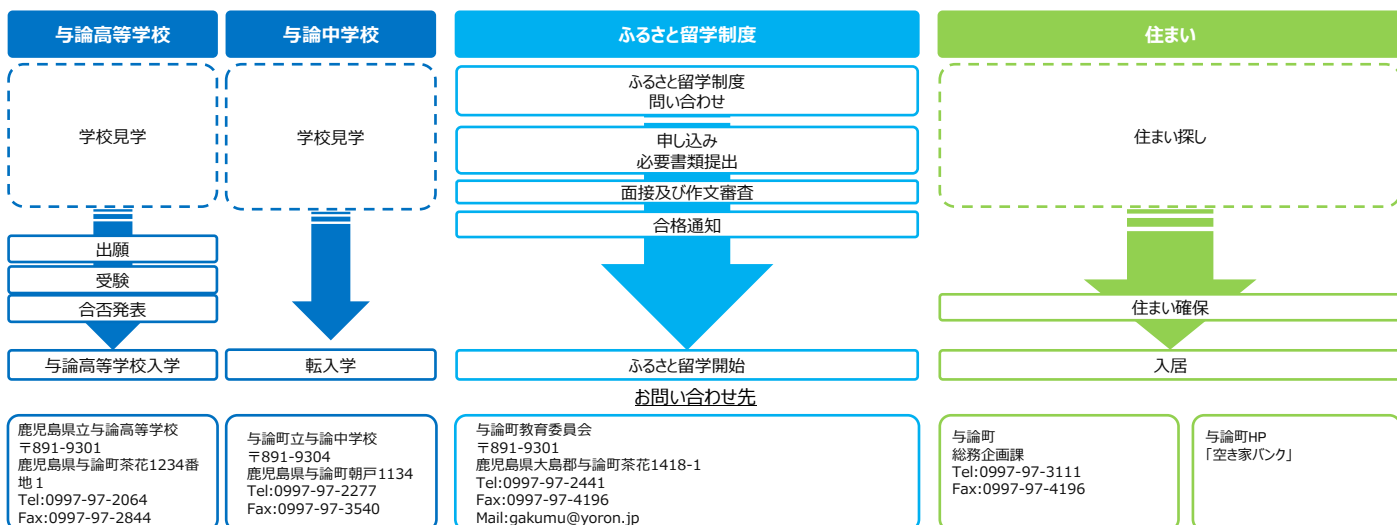 与論高等学校
学校見学
出願
受験
合否発表
与論高等学校入学
与論中学校
学校見学
転入学
ふるさと留学制度
ふるさと留学制度
問い合わせ
申し込み
必要書類提出
面接及び作文審査
合格通知
ふるさと留学開始
住まい
住まい探し
住まい確保
入居
お問い合わせ先
鹿児島県立与論高等学校
〒891-9301
鹿児島県与論町茶花1234番
地1
Tel:0997-97-2064
Fax:0997-97-2844
与論町立与論中学校
〒891-9304
鹿児島県与論町朝戸1134
Tel:0997-97-2277
Fax:0997-97-3540
与論町教育委員会
〒891-9301
鹿児島県大島郡与論町茶花1418-1
Tel:0997-97-2441
Fax:0997-97-4196
Mail:gakumu@yoron.jp
与論町
総務企画課
Tel:0997-97-3111
Fax:0997-97-4196
与論町HP
「空き家バンク」